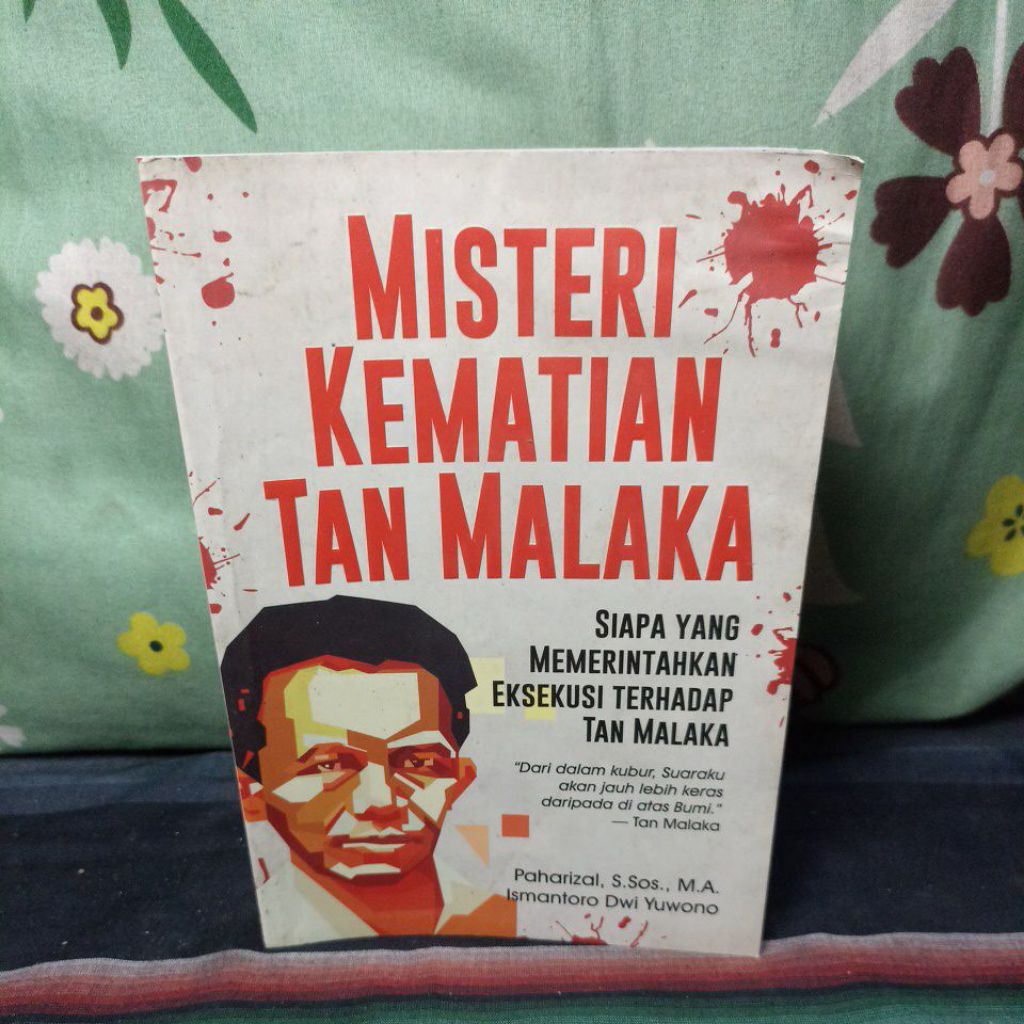 MISTERI
KEMATIAN
TAN MALAKA
SIAPA YANG
MEMERINTAHKAN
EKSEKUSI TERHADAP
TAN MALAKA
"Dari dalam kubur, Suaraku
akan jauh lebih keras
daripada di atas Bumi."
— Tan Malaka
Paharizal, S.Sos., M.A.
Ismantoro Dwi Yuwono